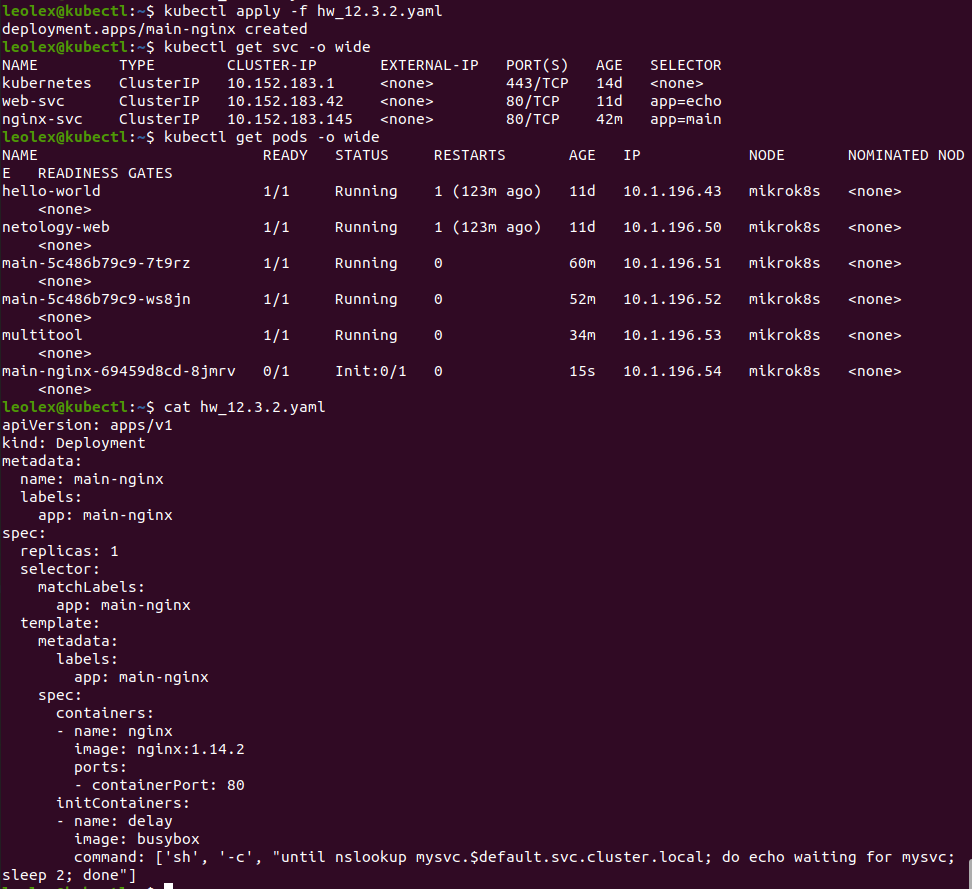 leolex@kubectl:~$ kubectl apply -f hw_12.3.2.yaml
deployment.apps/main-nginx created
leolex@kubectl:~$ kubectl get svc -o wide
NAME         TYPE        CLUSTER-IP       EXTERNAL-IP   PORT(S)   AGE   SELECTOR
kubernetes   ClusterIP   10.152.183.1     <none>        443/TCP   14d   <none>
web-svc      ClusterIP   10.152.183.42    <none>        80/TCP    11d   app=echo
nginx-svc    ClusterIP   10.152.183.145   <none>        80/TCP    42m   app=main
leolex@kubectl:~$ kubectl get pods -o wide
NAME                         READY   STATUS     RESTARTS       AGE   IP            NODE      NOMINATED NOD
E   READINESS GATES
hello-world                  1/1     Running    1 (123m ago)   11d   10.1.196.43   mikrok8s   <none>
    <none>
netology-web                 1/1     Running    1 (123m ago)   11d   10.1.196.50   mikrok8s   <none>
    <none>
main-5c486b79c9-7t9rz        1/1     Running    0              60m   10.1.196.51   mikrok8s   <none>
    <none>
main-5c486b79c9-ws8jn        1/1     Running    0              52m   10.1.196.52   mikrok8s   <none>
    <none>
multitool                    1/1     Running    0              34m   10.1.196.53   mikrok8s   <none>
    <none>
main-nginx-69459d8cd-8jmrv   0/1     Init:0/1   0              15s   10.1.196.54   mikrok8s   <none>
    <none>
leolex@kubectl:~$ cat hw_12.3.2.yaml
apiVersion: apps/v1
kind: Deployment
metadata:
  name: main-nginx
  labels:
    app: main-nginx
spec:
  replicas: 1
  selector:
    matchLabels:
      app: main-nginx
  template:
    metadata:
      labels:
        app: main-nginx
    spec:
      containers:
      - name: nginx
        image: nginx:1.14.2
        ports:
        - containerPort: 80
      initContainers:
      - name: delay
        image: busybox
        command: ['sh', '-c', "until nslookup mysvc.$default.svc.cluster.local; do echo waiting for mysvc;
sleep 2; done"]